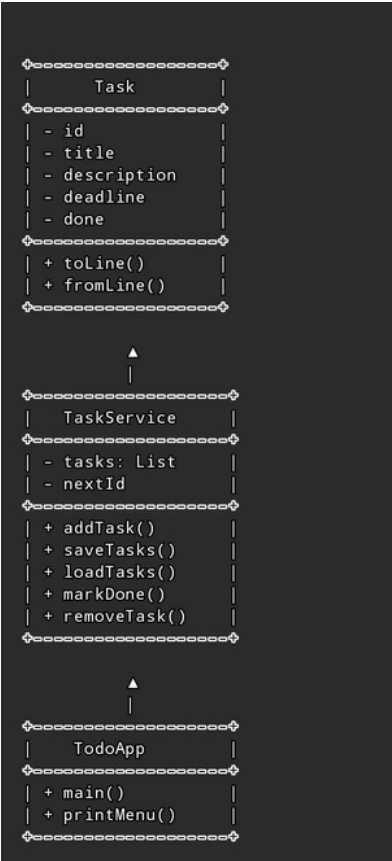 +------------------+
|       Task       |
+------------------+
| - id             |
| - title          |
| - description    |
| - deadline       |
| - done           |
+------------------+
| + toLine()       |
| + fromLine()     |
+------------------+
▲
|
+-------------------+
|   TaskService     |
+-------------------+
| - tasks: List     |
| - nextId          |
+-------------------+
| + addTask()       |
| + saveTasks()     |
| + loadTasks()     |
| + markDone()      |
| + removeTask()    |
+-------------------+
▲
|
+-------------------+
|    TodoApp        |
+-------------------+
| + main()          |
| + printMenu()     |
+-------------------+